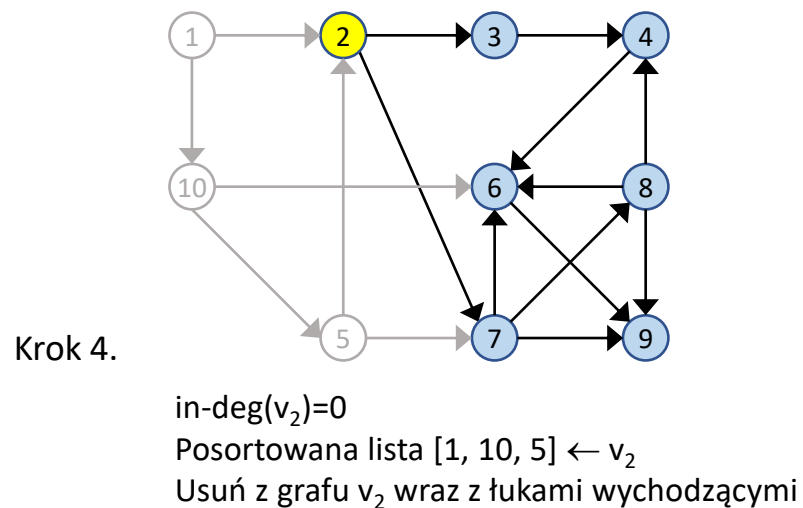 1 2 3 4
10 6 8
5 7 9
Krok 4.
in-deg(v₂)=0
Posortowana lista [1, 10, 5] ← v₂
Usuń z grafu v₂ wraz z łukami wychodzącymi